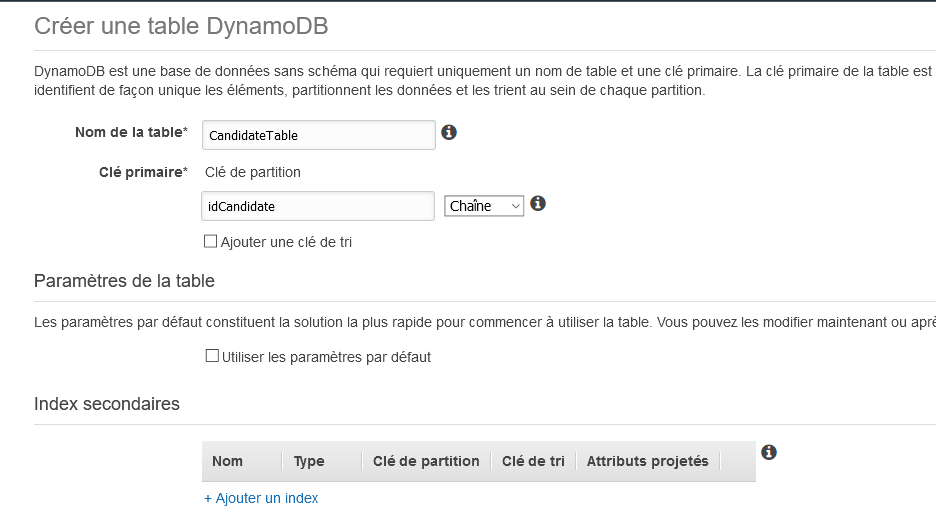 Créer une table DynamoDB
DynamoDB est une base de données sans schéma qui requiert uniquement un nom de table et une clé primaire. La clé primaire de la table est
identifient de façon unique les éléments, partitionnent les données et les trient au sein de chaque partition.
Nom de la table* CandidateTable
Clé primaire* Clé de partition
idCandidate Chaîne
Ajouter une clé de tri
Paramètres de la table
Les paramètres par défaut constituent la solution la plus rapide pour commencer à utiliser la table. Vous pouvez les modifier maintenant ou aprè
Utiliser les paramètres par défaut
Index secondaires
Nom Type Clé de partition Clé de tri Attributs projetés
+ Ajouter un index